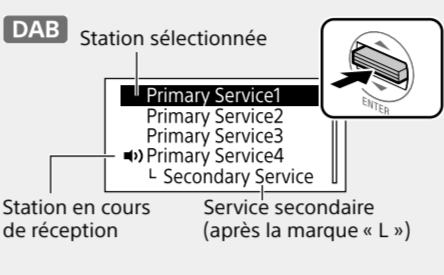 DAB
Station sélectionnée
Primary Service1
Primary Service2
Primary Service3
Primary Service4
└ Secondary Service
ENTER
Station en cours
de réception
Service secondaire
(après la marque « L »)